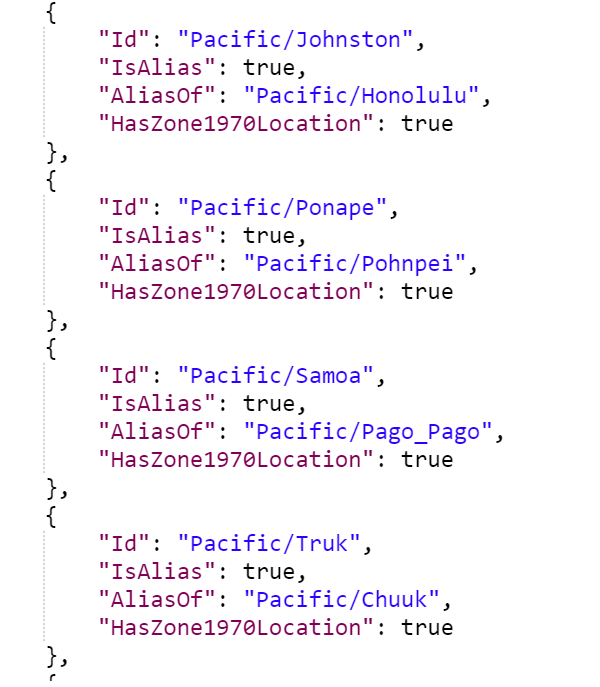 {
"Id": "Pacific/Johnston",
"IsAlias": true,
"AliasOf": "Pacific/Honolulu",
"HasZone1970Location": true
},
{
"Id": "Pacific/Ponape",
"IsAlias": true,
"AliasOf": "Pacific/Pohnpei",
"HasZone1970Location": true
},
{
"Id": "Pacific/Samoa",
"IsAlias": true,
"AliasOf": "Pacific/Pago_Pago",
"HasZone1970Location": true
},
{
"Id": "Pacific/Truk",
"IsAlias": true,
"AliasOf": "Pacific/Chuuk",
"HasZone1970Location": true
},
{